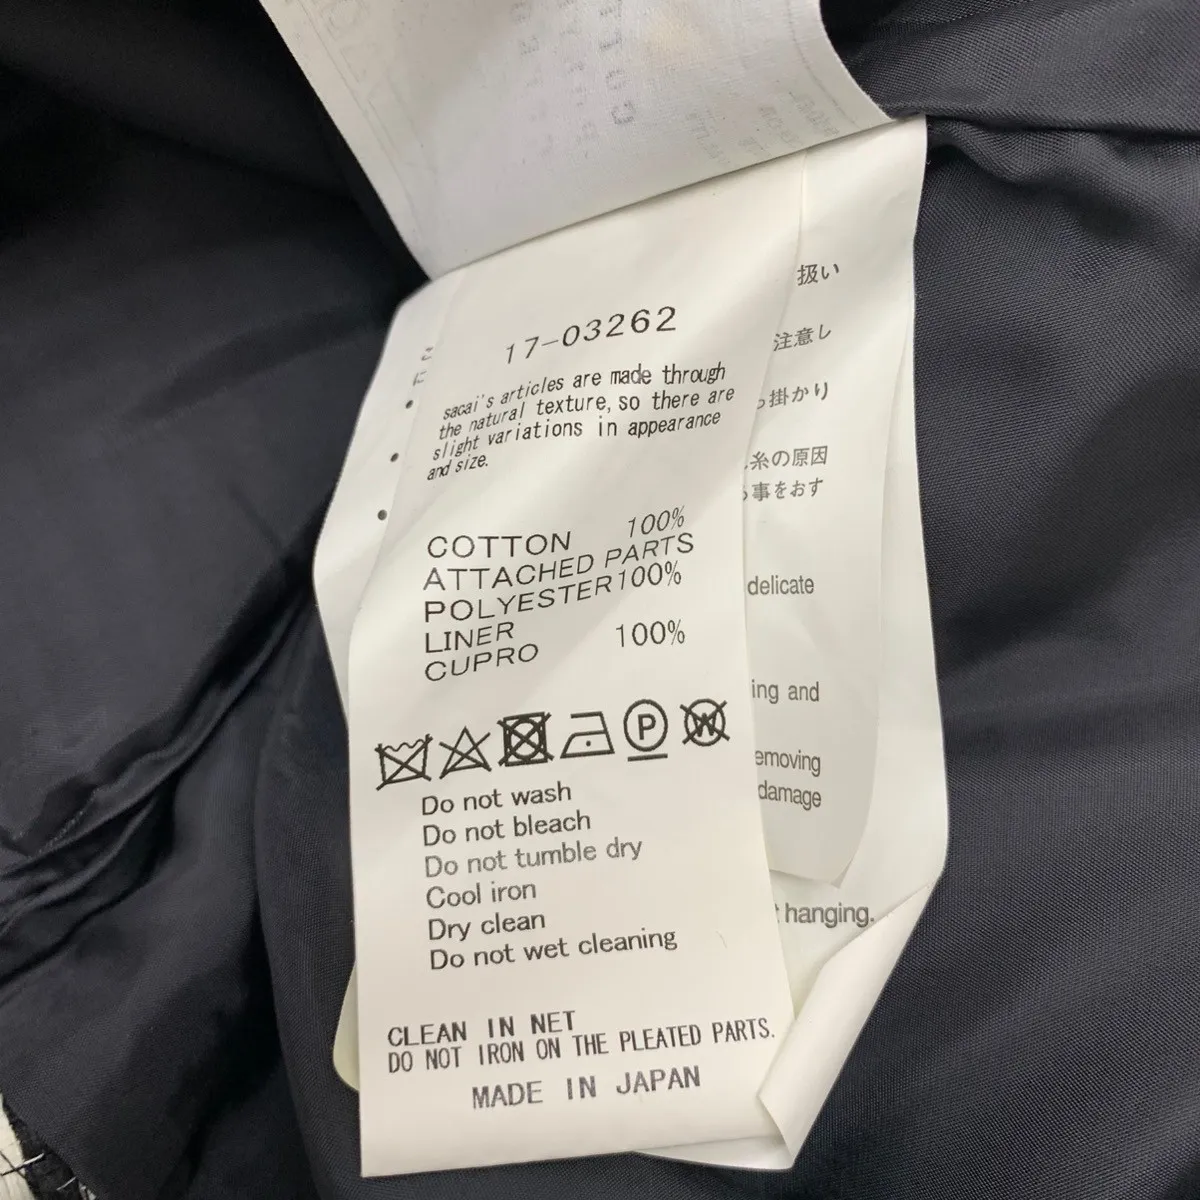 17-03262
sacai's articles are made through
the natural texture, so there are
slight variations in appearance
and size.
COTTON 100%
ATTACHED PARTS
POLYESTER 100%
LINER
CUPRO 100%
P W
Do not wash
Do not bleach
Do not tumble dry
Cool iron
Dry clean
Do not wet cleaning
CLEAN IN NET
DO NOT IRON ON THE PLEATED PARTS.
MADE IN JAPAN
扱い
注意し
掛かり
糸の原因
事をおす
delicate
ing and
emoving
damage
hanging.